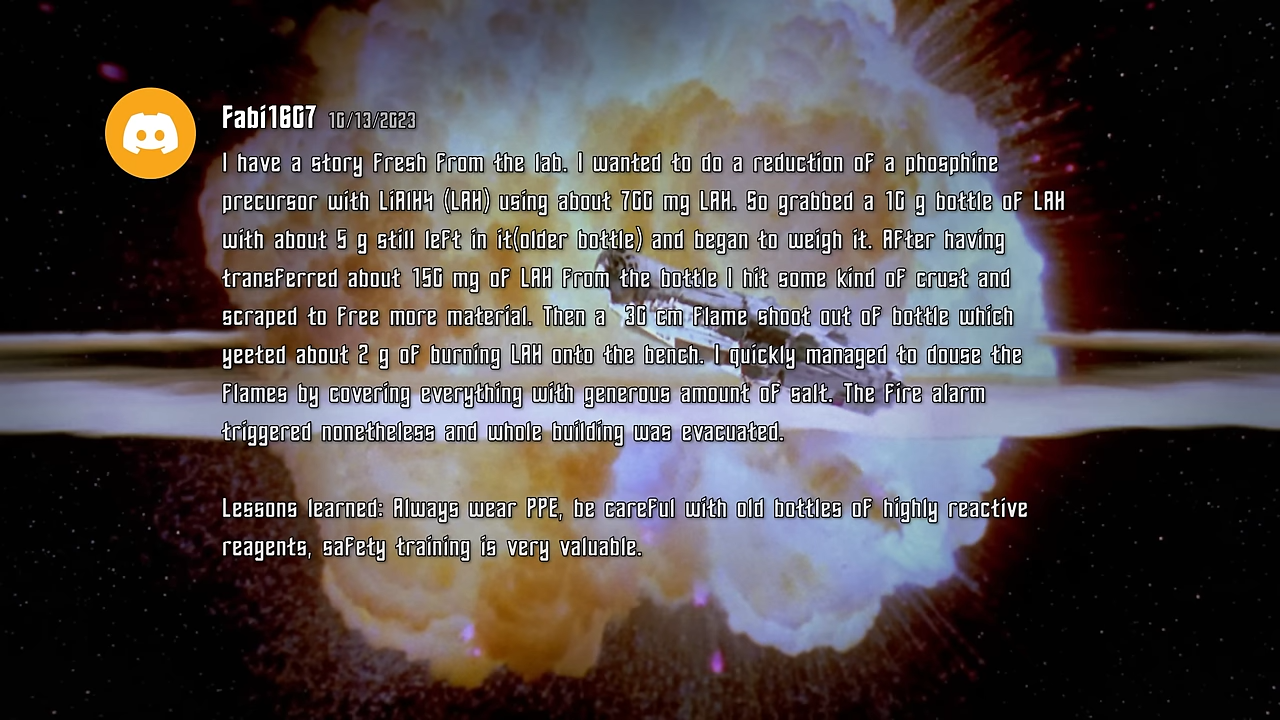 Fabi1607 10/13/2023
I have a story fresh from the lab. I wanted to do a reduction of a phosphine
precursor with LiAlH4 (LAH) using about 700 mg LAH. So grabbed a 10 g bottle of LAH
with about 5 g still left in it(older bottle) and began to weigh it. After having
transferred about 150 mg of LAH from the bottle I hit some kind of crust and
scraped to free more material. Then a ~30 cm flame shoot out of bottle which
yeeted about 2 g of burning LAH onto the bench. I quickly managed to douse the
flames by covering everything with generous amount of salt. The fire alarm
triggered nonetheless and whole building was evacuated.
Lessons learned: Always wear PPE, be careful with old bottles of highly reactive
reagents, safety training is very valuable.